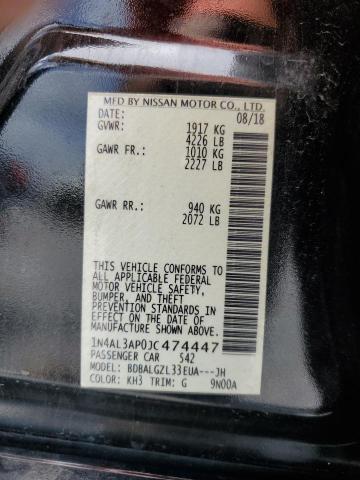 MFD BY NISSAN MOTOR CO., LTD.
DATE: 08/18
GVWR: 1917 KG
4226 LB
GAWR FR.: 1010 KG
2227 LB
GAWR RR.: 940 KG
2072 LB
THIS VEHICLE CONFORMS TO
ALL APPLICABLE FEDERAL
MOTOR VEHICLE SAFETY,
BUMPER, AND THEFT
PREVENTION STANDARDS IN
EFFECT ON THE DATE OF
MANUFACTURE SHOWN ABOVE.
1N4AL3AP0JC474447
PASSENGER CAR 542
MODEL: BDBALGZL33EUA---JH
COLOR: KH3 TRIM: G 9N00A